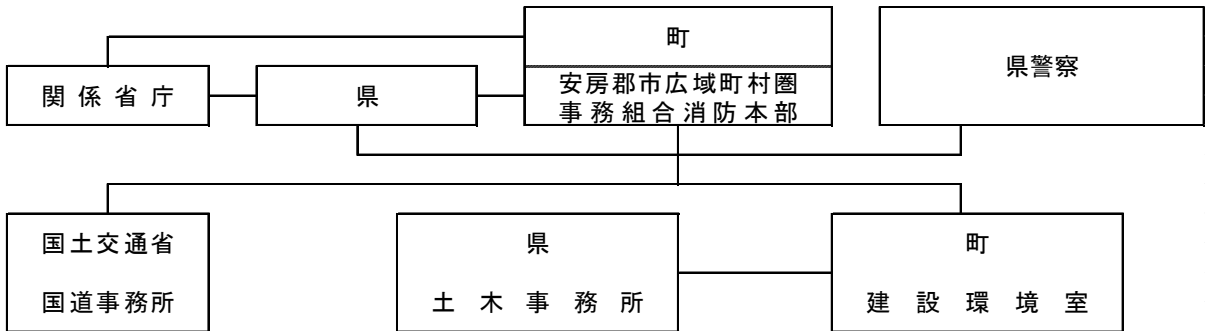 町
県警察
関係省庁
県
安房郡市広域町村圏
事務組合消防本部
国土交通省
国道事務所
県
土木事務所
町
建設環境室